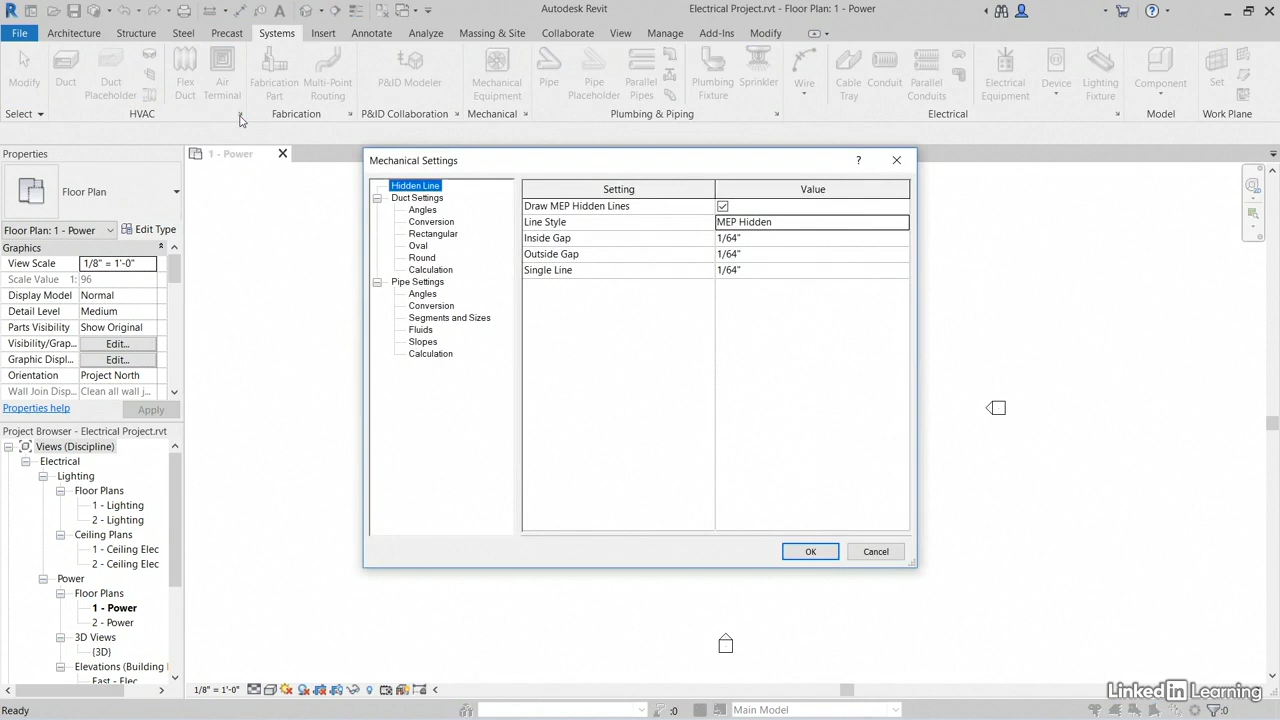 Autodesk Revit
Electrical Project.rvt - Floor Plan: 1 - Power
File Architecture Structure Steel Precast Systems Insert Annotate Analyze Massing & Site Collaborate View Manage Add-Ins Modify
Modify
Duct
Duct Placeholder
Flex Duct
Air Terminal
Fabrication Part
Multi-Point Routing
P&ID Modeler
Mechanical Equipment
Pipe
Pipe Placeholder
Parallel Pipes
Plumbing Fixture
Sprinkler
Wire
Cable Tray
Conduit
Parallel Conduits
Electrical Equipment
Device
Lighting Fixture
Component
Set
Select HVAC Fabrication P&ID Collaboration Mechanical Plumbing & Piping Electrical Model Work Plane
Properties
1 - Power
Floor Plan
Floor Plan: 1 - Power Edit Type
Graphics
View Scale 1/8" = 1'-0"
Scale Value 1: 96
Display Model Normal
Detail Level Medium
Parts Visibility Show Original
Visibility/Grap... Edit...
Graphic Displ... Edit...
Orientation Project North
Wall Join Disp... Clean all wall j...
Properties help Apply
Project Browser - Electrical Project.rvt
Views (Discipline)
Electrical
Lighting
Floor Plans
1 - Lighting
2 - Lighting
Ceiling Plans
1 - Ceiling Elec
2 - Ceiling Elec
Power
Floor Plans
1 - Power
2 - Power
3D Views
{3D}
Elevations (Building
East - Elec
Mechanical Settings
Hidden Line
Duct Settings
Angles
Conversion
Rectangular
Oval
Round
Calculation
Pipe Settings
Angles
Conversion
Segments and Sizes
Fluids
Slopes
Calculation
Setting Value
Draw MEP Hidden Lines
Line Style MEP Hidden
Inside Gap 1/64"
Outside Gap 1/64"
Single Line 1/64"
OK Cancel
1/8" = 1'-0"
Linked in Learning
Ready :0 Main Model :0